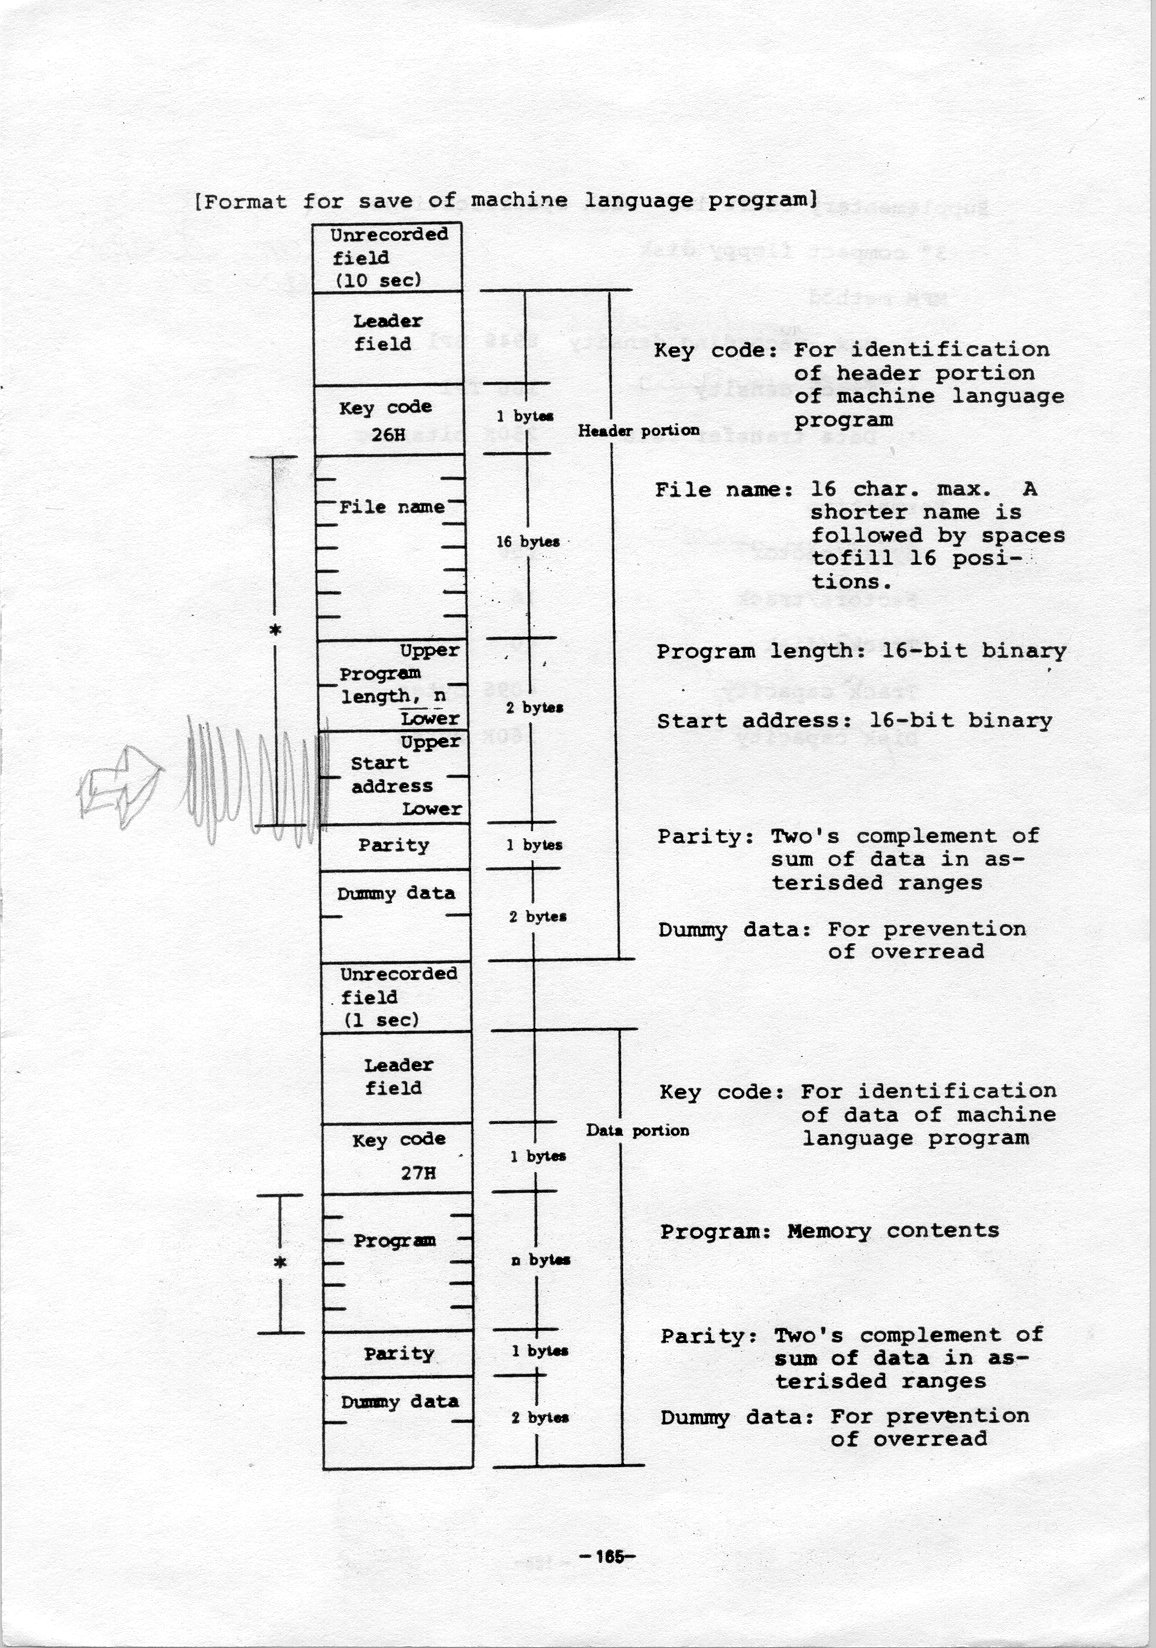 [Format for save of machine language program]
Unrecorded
field
(10 sec)
Leader
field
Key code
26H
1 bytes
Header portion
Key code: For identification
of header portion
of machine language
program
File name
16 bytes
*
File name: 16 char. max. A
shorter name is
followed by spaces
tofill 16 posi-
tions.
Upper
Program
length, n
Lower
2 bytes
Program length: 16-bit binary
Start address: 16-bit binary
Upper
Start
address
Lower
Parity
1 bytes
Parity: Two's complement of
sum of data in as-
terisded ranges
Dummy data
2 bytes
Dummy data: For prevention
of overread
Unrecorded
field
(1 sec)
Leader
field
Key code
27H
1 bytes
Data portion
Key code: For identification
of data of machine
language program
Program
*
n bytes
Program: Memory contents
Parity
1 bytes
Parity: Two's complement of
sum of data in as-
terisded ranges
Dummy data
2 bytes
Dummy data: For prevention
of overread
-165-